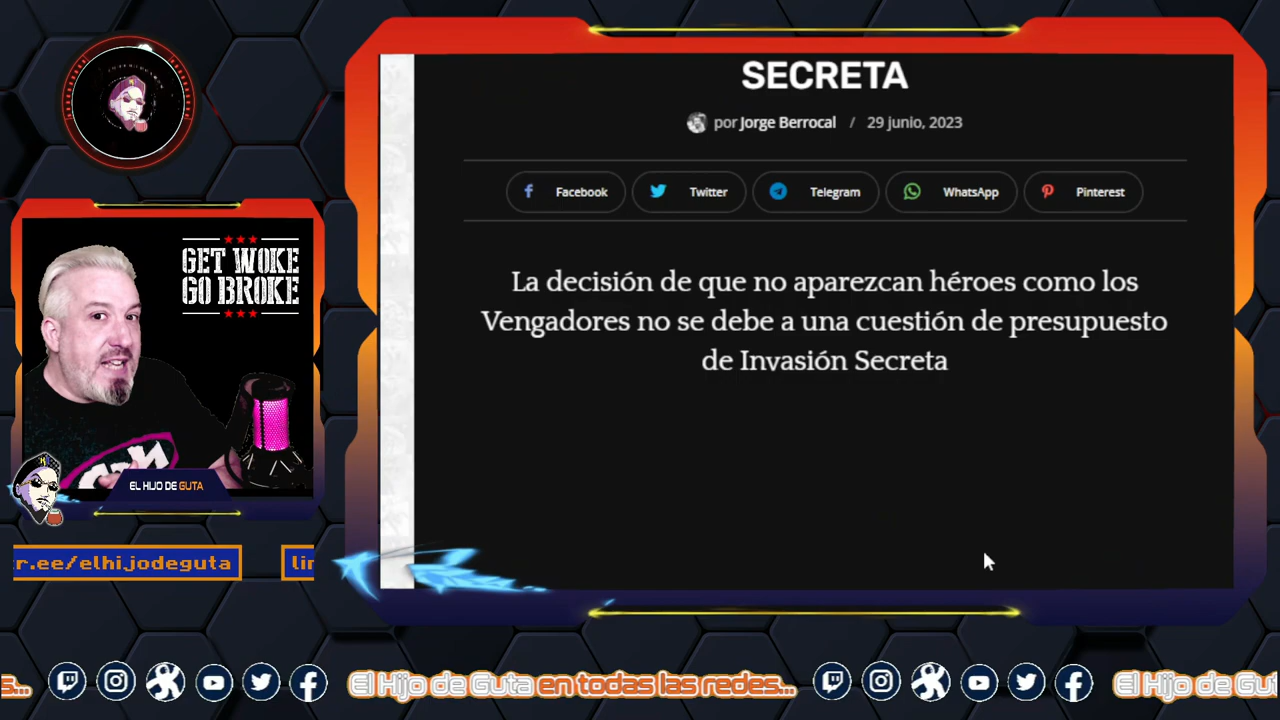 SECRETA
por Jorge Berrocal / 29 junio, 2023
Facebook Twitter Telegram WhatsApp Pinterest
La decisión de que no aparezcan héroes como los
Vengadores no se debe a una cuestión de presupuesto
de Invasión Secreta
GET WOKE
GO BROKE
EL HIJO DE GUTA
r.ee/elhijodeguta lin
s... El Hijo de Guta en todas las redes... El Hijo de Gut